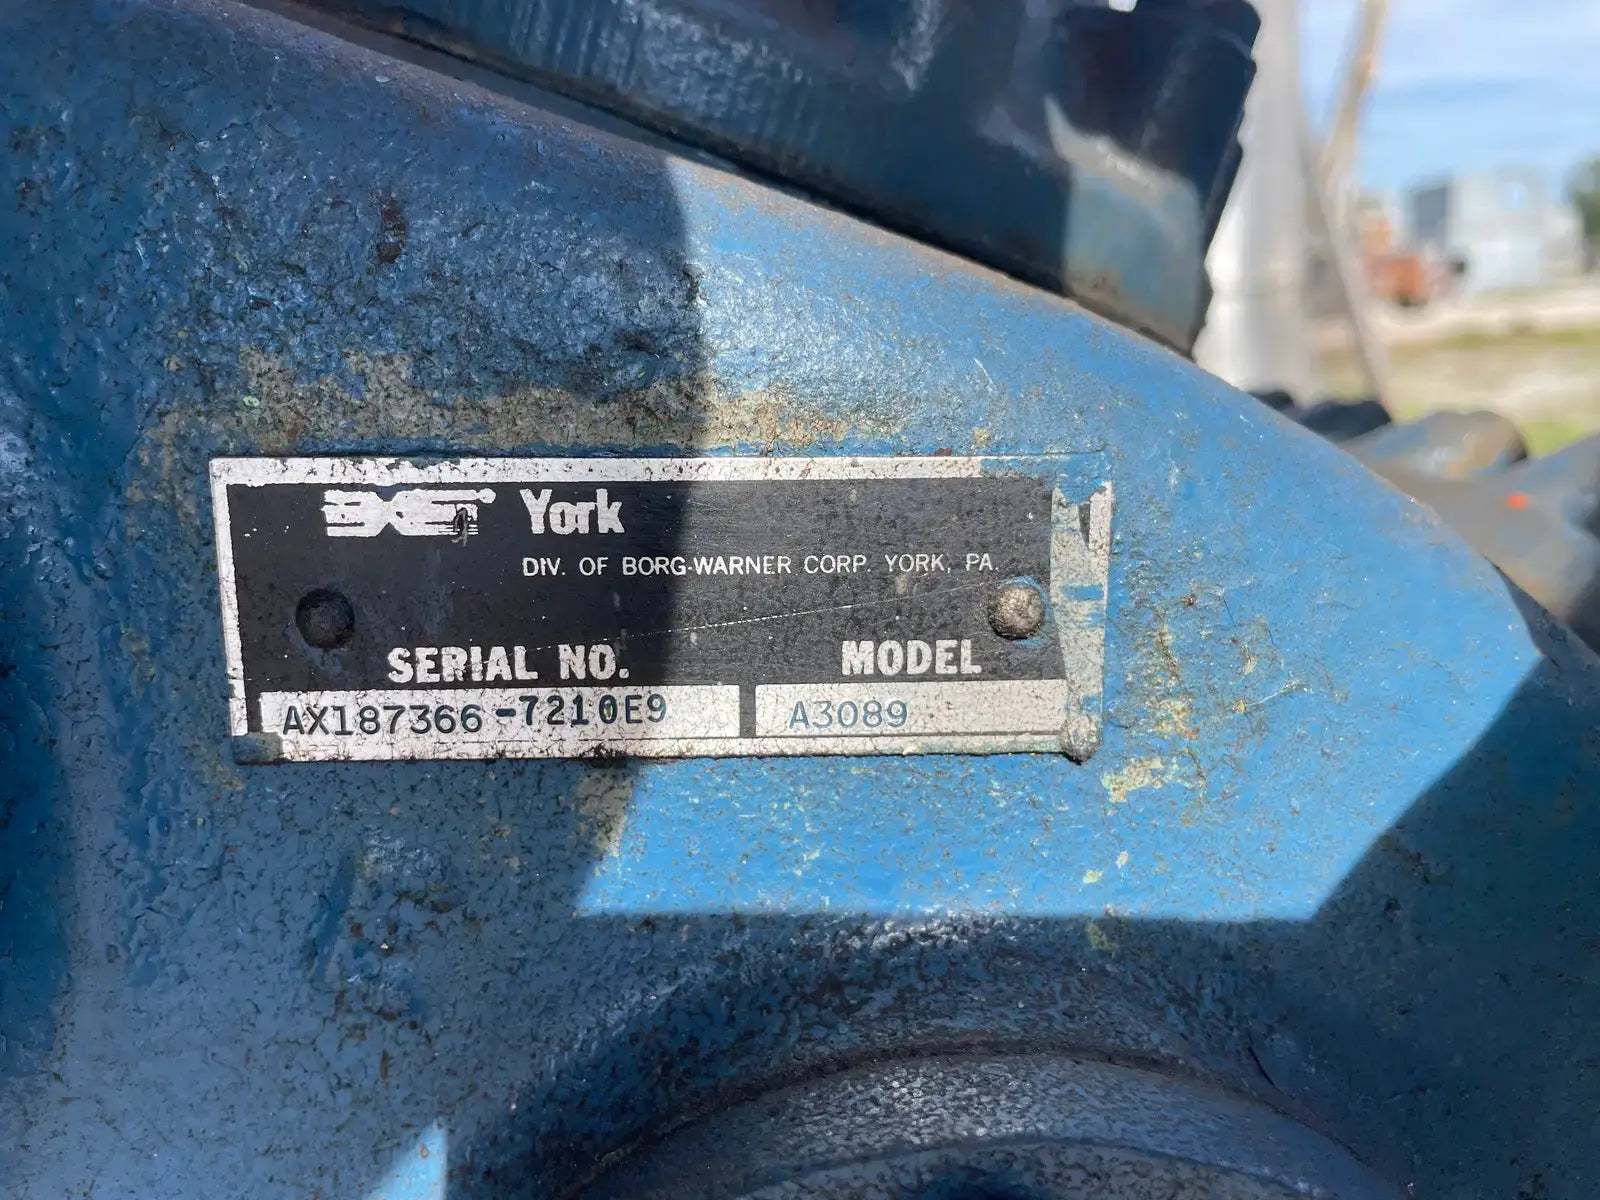 York
DIV. OF BORG-WARNER CORP. YORK, PA.
SERIAL NO. MODEL
AX187366-7210E9 A3089